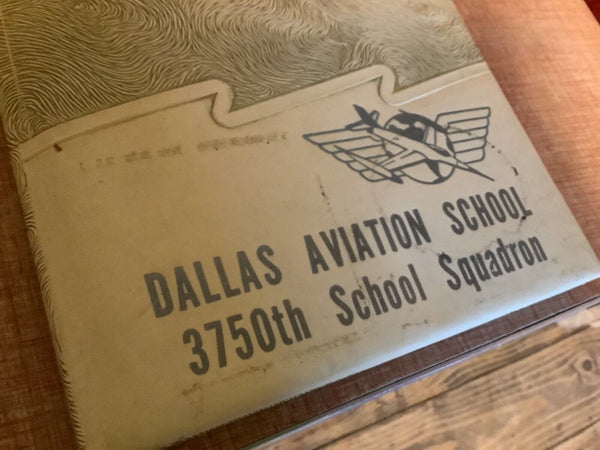 DALLAS AVIATION SCHOOL
3750th School Squadron